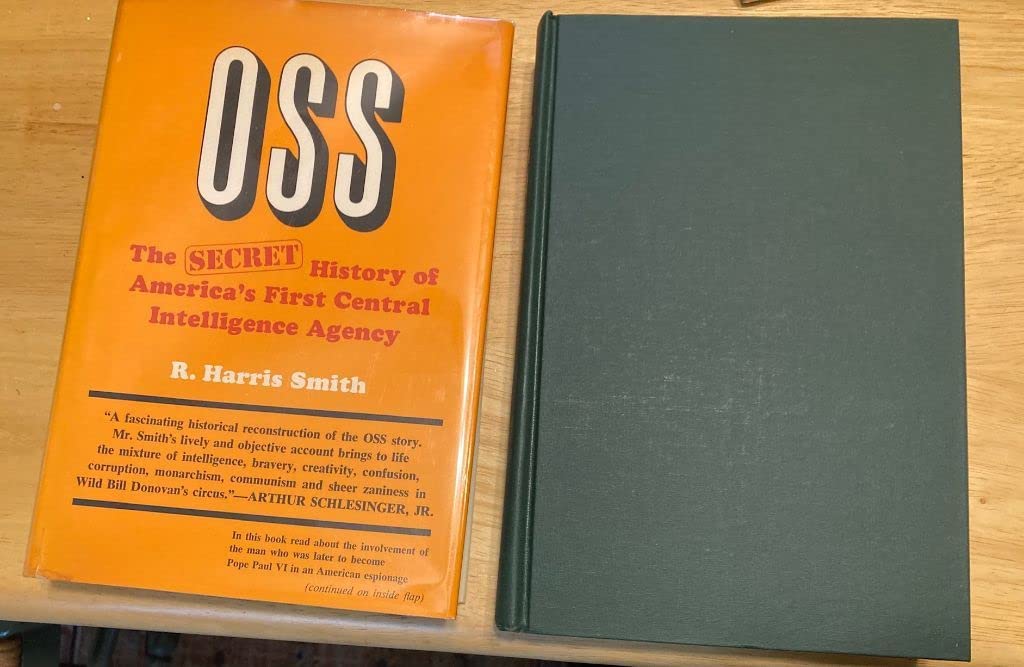 OSS
The SECRET History of
America's First Central
Intelligence Agency
R. Harris Smith
"A fascinating historical reconstruction of the OSS story.
Mr. Smith's lively and objective account brings to life
the mixture of intelligence, bravery, creativity, confusion,
corruption, monarchism, communism and sheer zaniness in
Wild Bill Donovan's circus."—ARTHUR SCHLESINGER, JR.
In this book read about the involvement of
the man who was later to become
Pope Paul VI in an American espionage
(continued on inside flap)